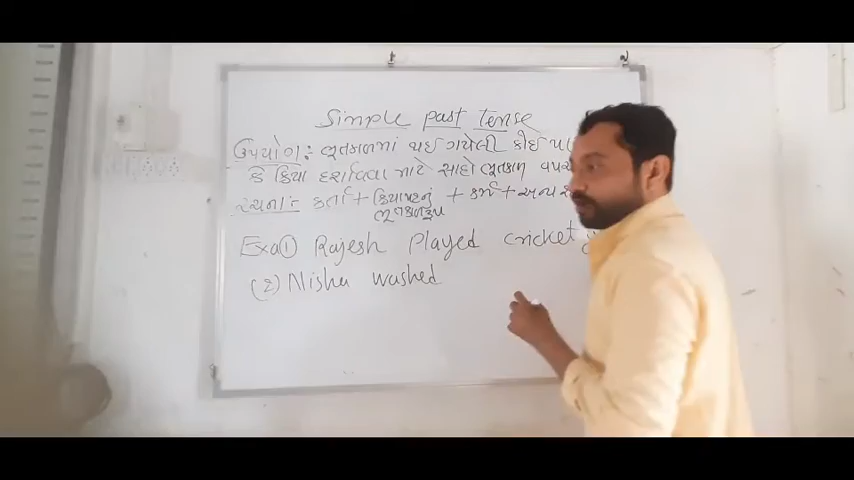 Simple past tense
ઉપયોગ :- ભૂતકાળમાં થઈ ગયેલી કોઈ
કે ક્રિયા દર્શાવવા માટે સાદો ભૂતકાળ
રચના :- કર્તા + ક્રિયાપદનું ભૂતકાળરૂપ + કર્મ + અન્ય
Exa① Rajesh Played cricket
(2) Nisha washed